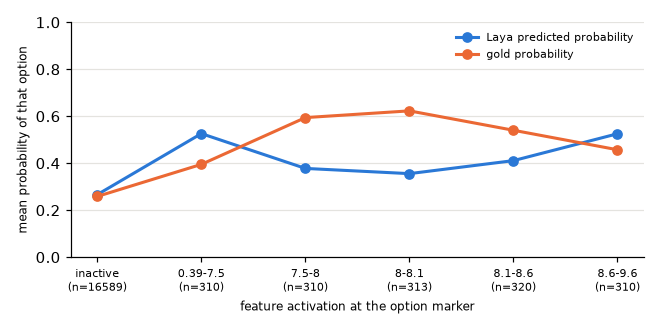 1.0
0.8
0.6
0.4
0.2
0.0
mean probability of that option
Laya predicted probability
gold probability
inactive
(n=16589)
0.39-7.5
(n=310)
7.5-8
(n=310)
8-8.1
(n=313)
8.1-8.6
(n=320)
8.6-9.6
(n=310)
feature activation at the option marker